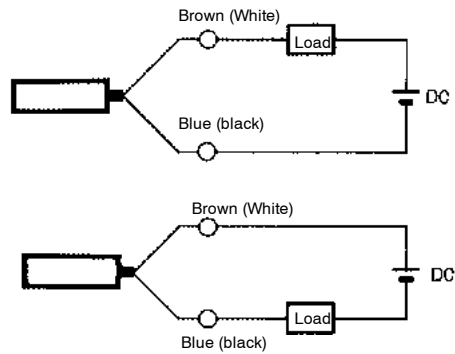 Brown (White)
Load
DC
Blue (black)
Brown (White)
DC
Load
Blue (black)